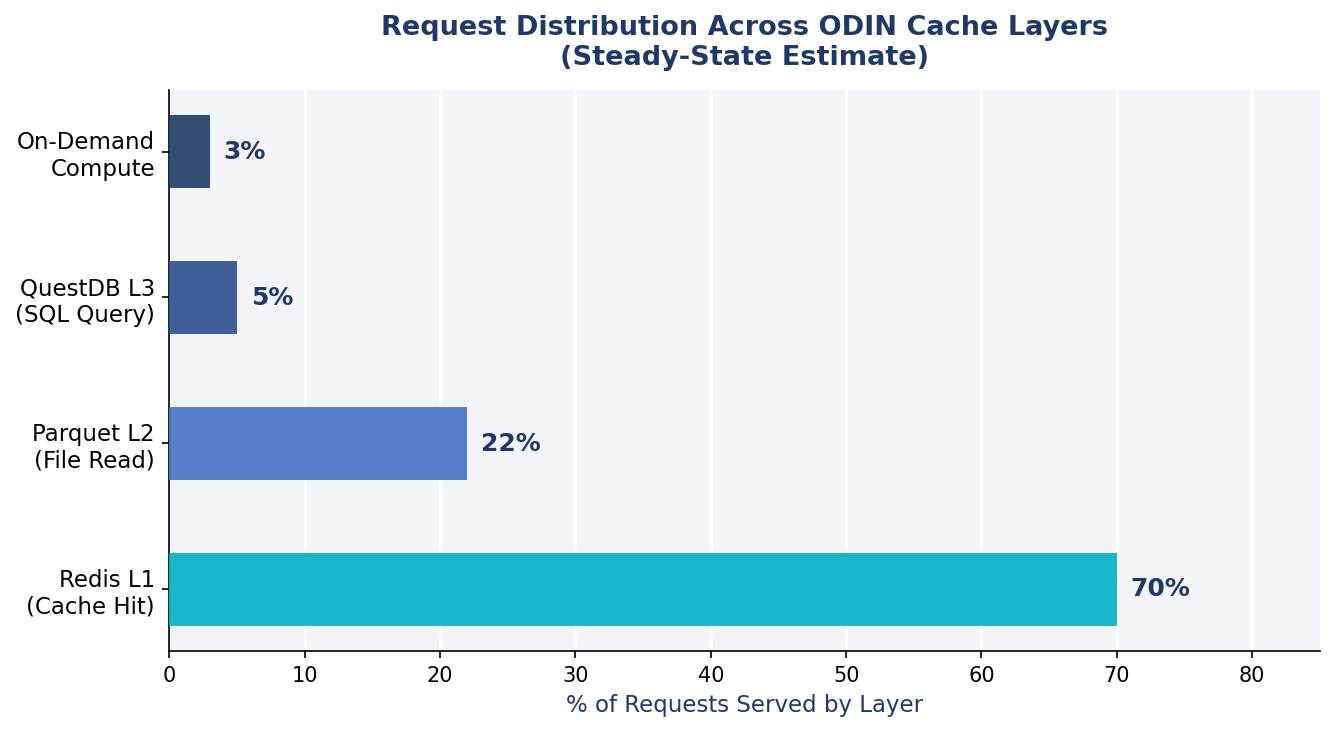 Request Distribution Across ODIN Cache Layers
(Steady-State Estimate)
On-Demand
Compute
3%
QuestDB L3
(SQL Query)
5%
Parquet L2
(File Read)
22%
Redis L1
(Cache Hit)
70%
0 10 20 30 40 50 60 70 80
% of Requests Served by Layer